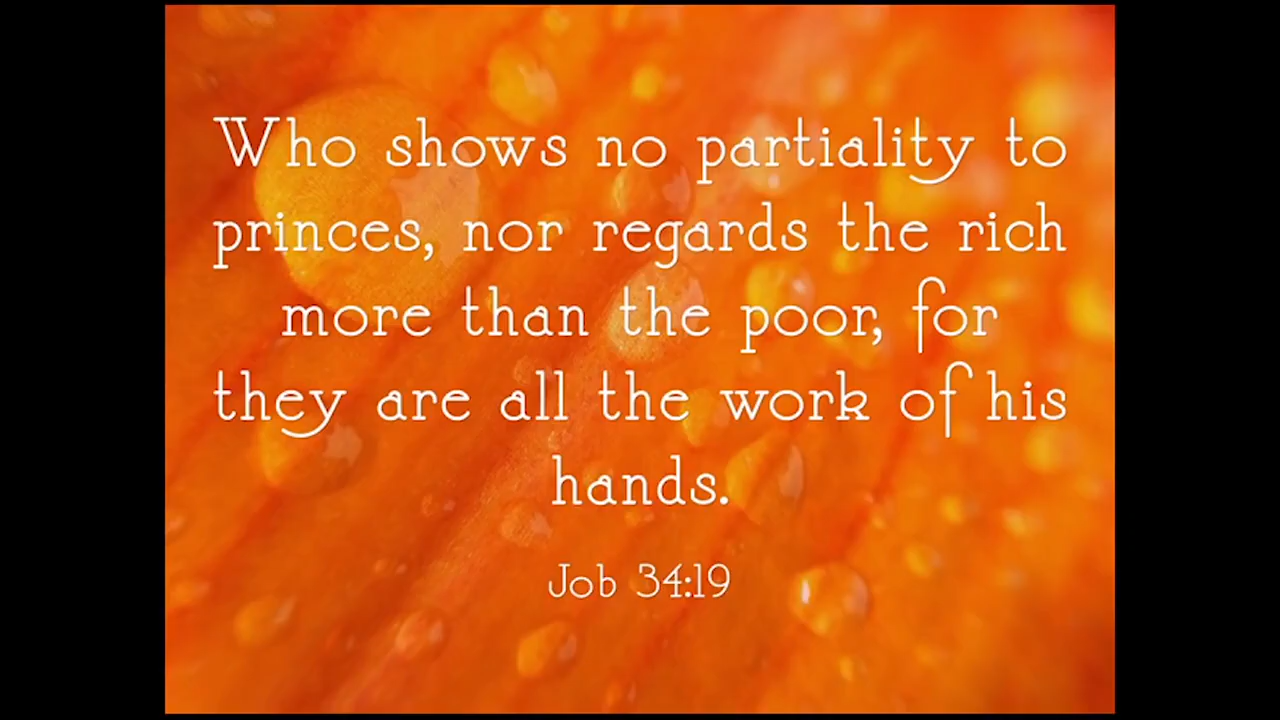 Who shows no partiality to
princes, nor regards the rich
more than the poor, for
they are all the work of his
hands.
Job 34:19